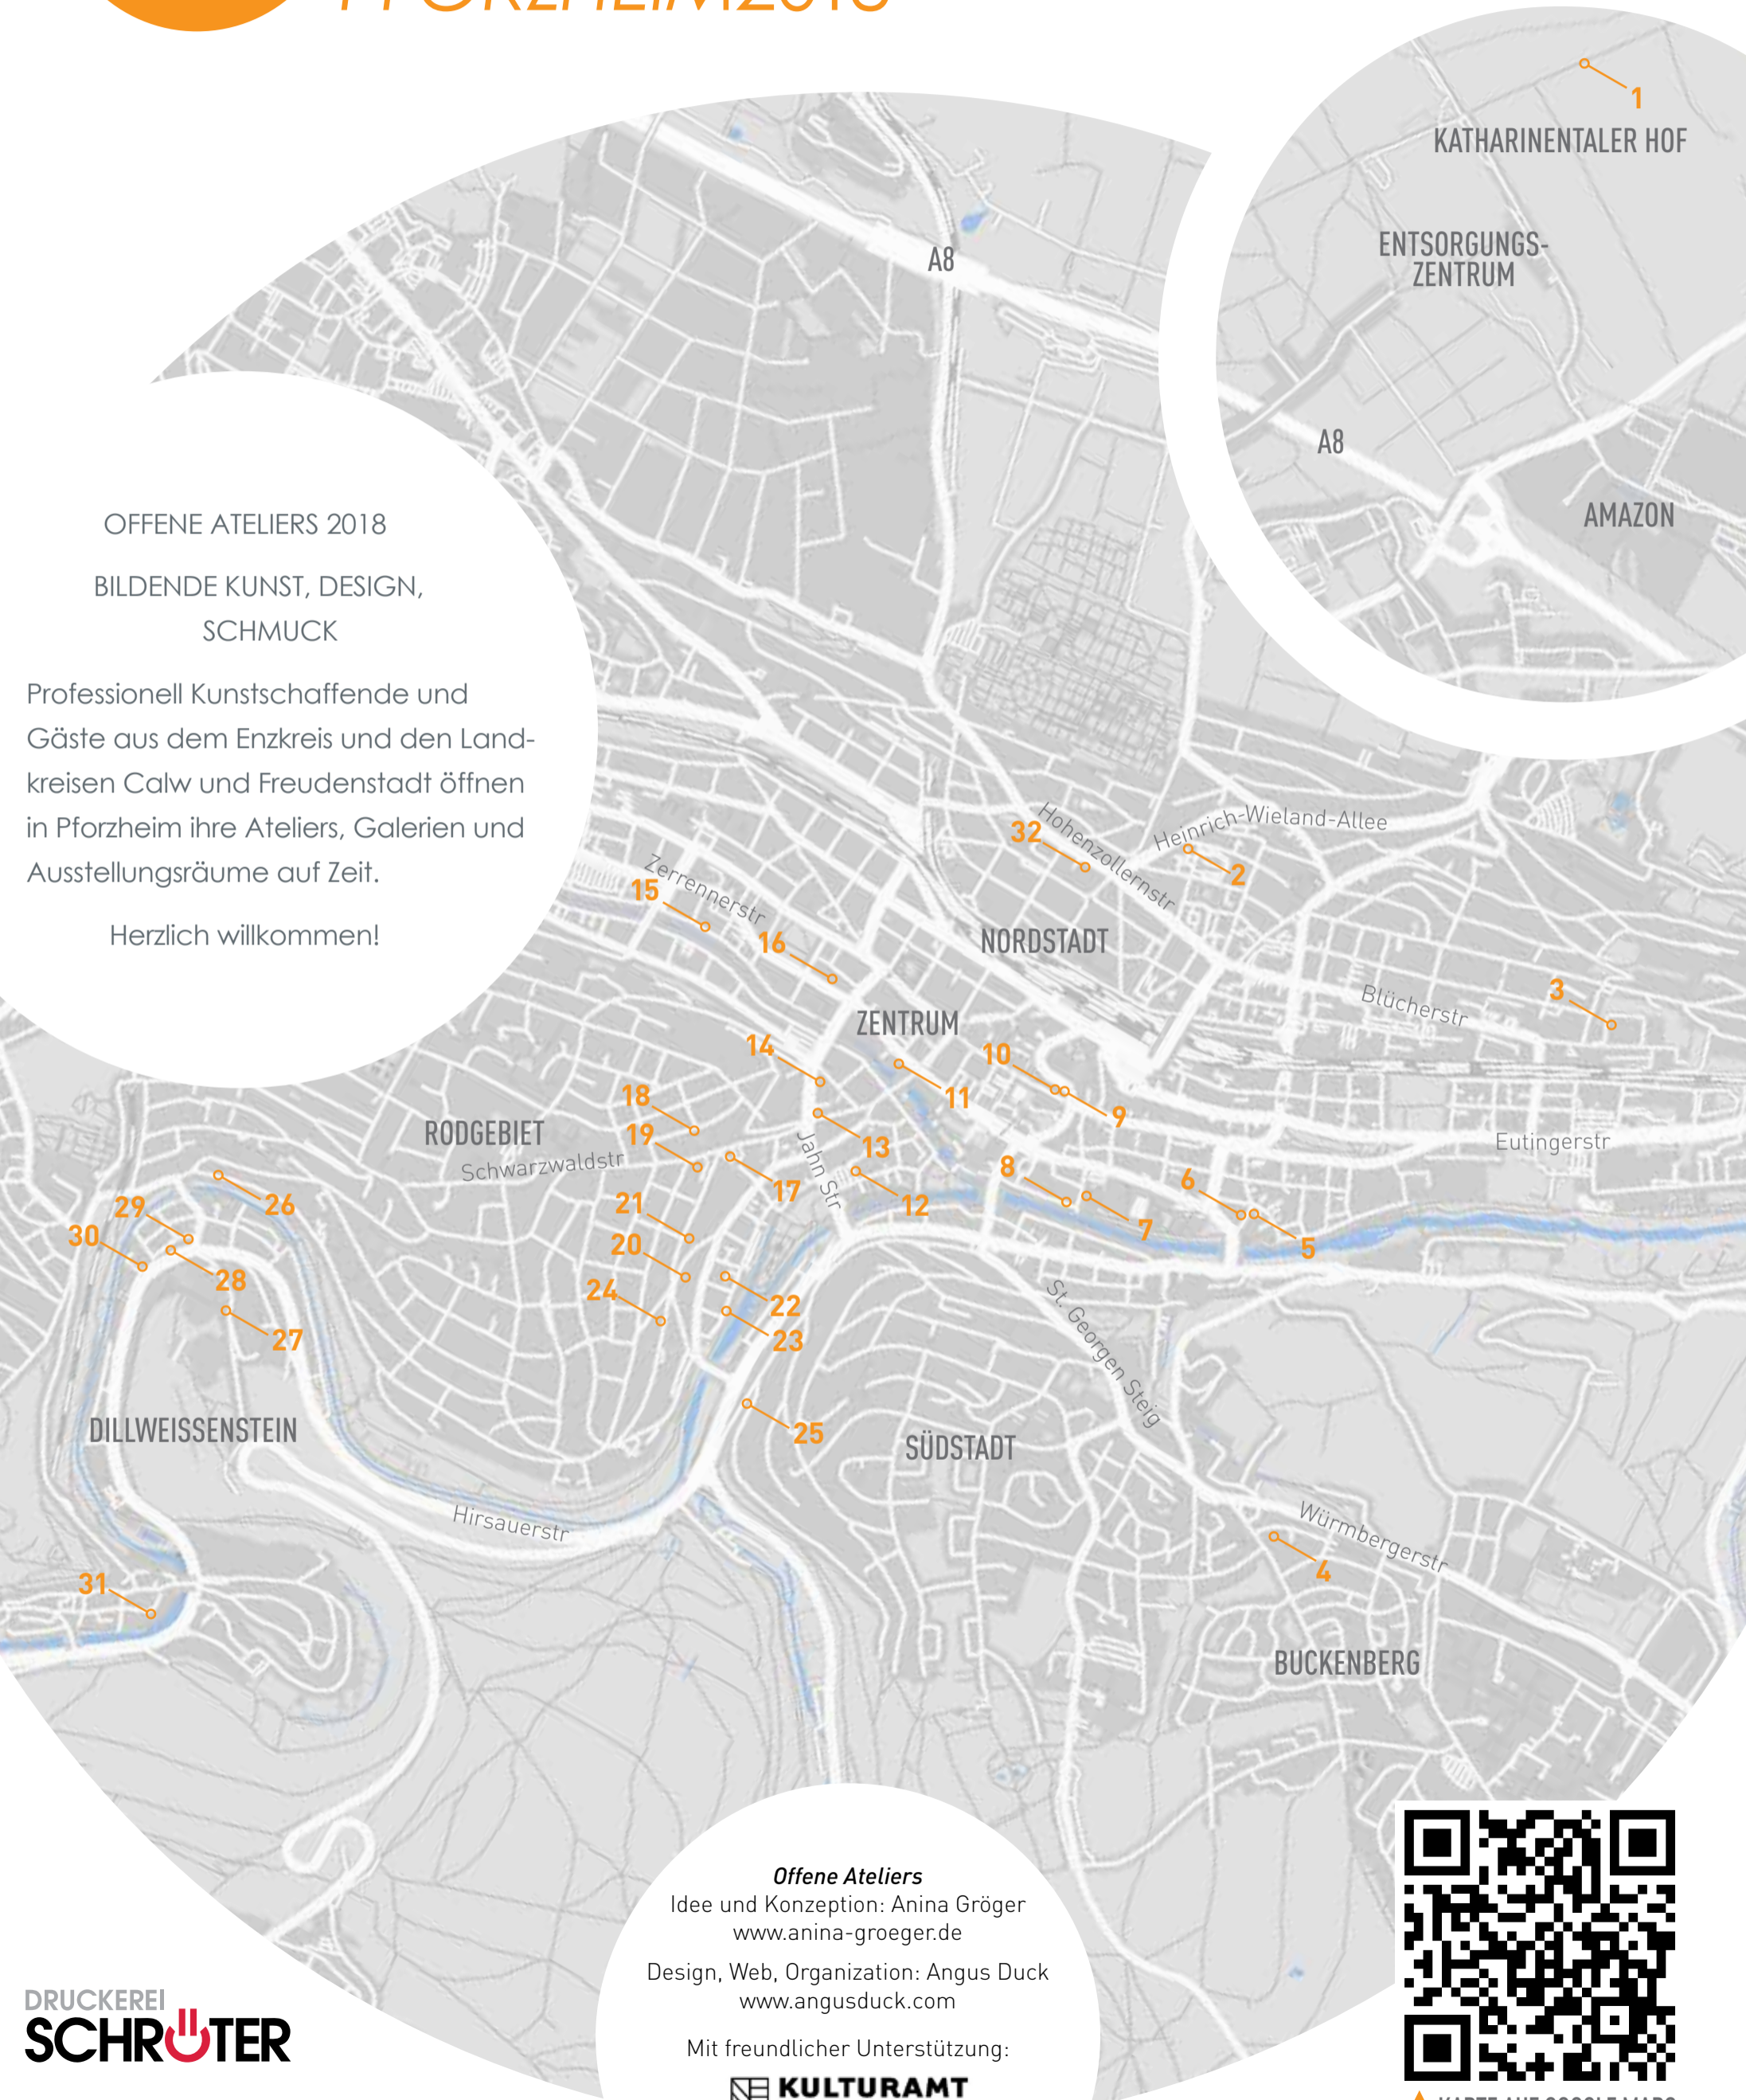 PFORZHEIM2018
1
KATHARINENTALER HOF
ENTSORGUNGS-
ZENTRUM
A8
A8
AMAZON
OFFENE ATELIERS 2018
BILDENDE KUNST, DESIGN,
SCHMUCK
Professionell Kunstschaffende und
Gäste aus dem Enzkreis und den Land-
kreisen Calw und Freudenstadt öffnen
in Pforzheim ihre Ateliers, Galerien und
Ausstellungsräume auf Zeit.
Herzlich willkommen!
Hohenzollernstr
Heinrich-Wieland-Allee
32
2
Zerrennerstr
15
16
NORDSTADT
3
Blücherstr
ZENTRUM
14
10
11
9
18
RODGEBIET
19
13
Jahn Str
Eutingerstr
Schwarzwaldstr
8
6
17
12
26
29
21
7
30
20
5
28
24
22
St. Georgen Steig
27
23
DILLWEISSENSTEIN
25
SÜDSTADT
Hirsauerstr
Würmbergerstr
31
4
BUCKENBERG
Offene Ateliers
Idee und Konzeption: Anina Gröger
www.anina-groeger.de
Design, Web, Organization: Angus Duck
www.angusduck.com
Mit freundlicher Unterstützung:
KULTURAMT
DRUCKEREI
SCHRÖTER
KARTE AUF GOOGLE MAPS